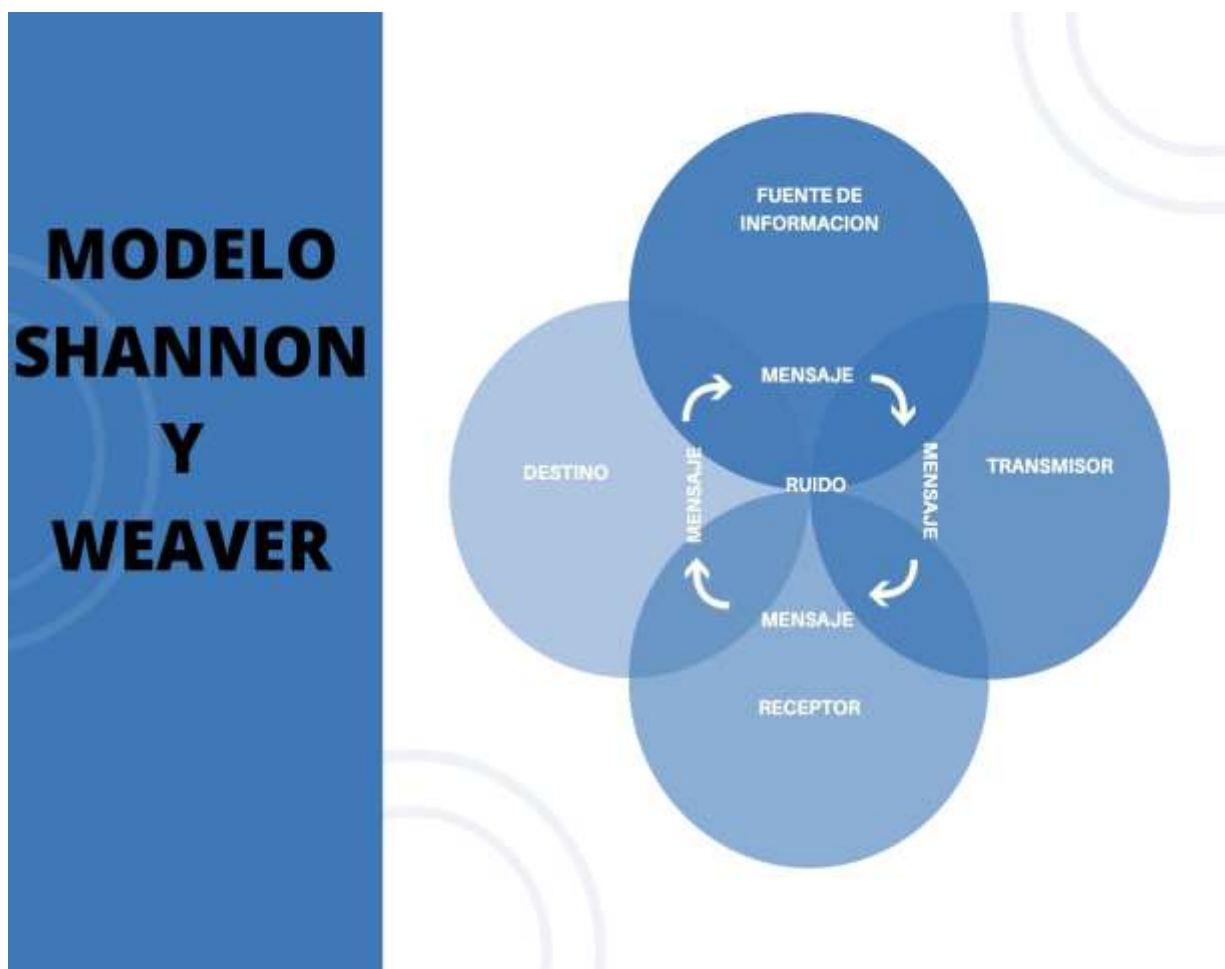 MODELO
SHANNON
Y
WEAVER
FUENTE DE
INFORMACION
MENSAJE
MENSAJE
TRANSMISOR
DESTINO
MENSAJE
RUIDO
MENSAJE
RECEPTOR